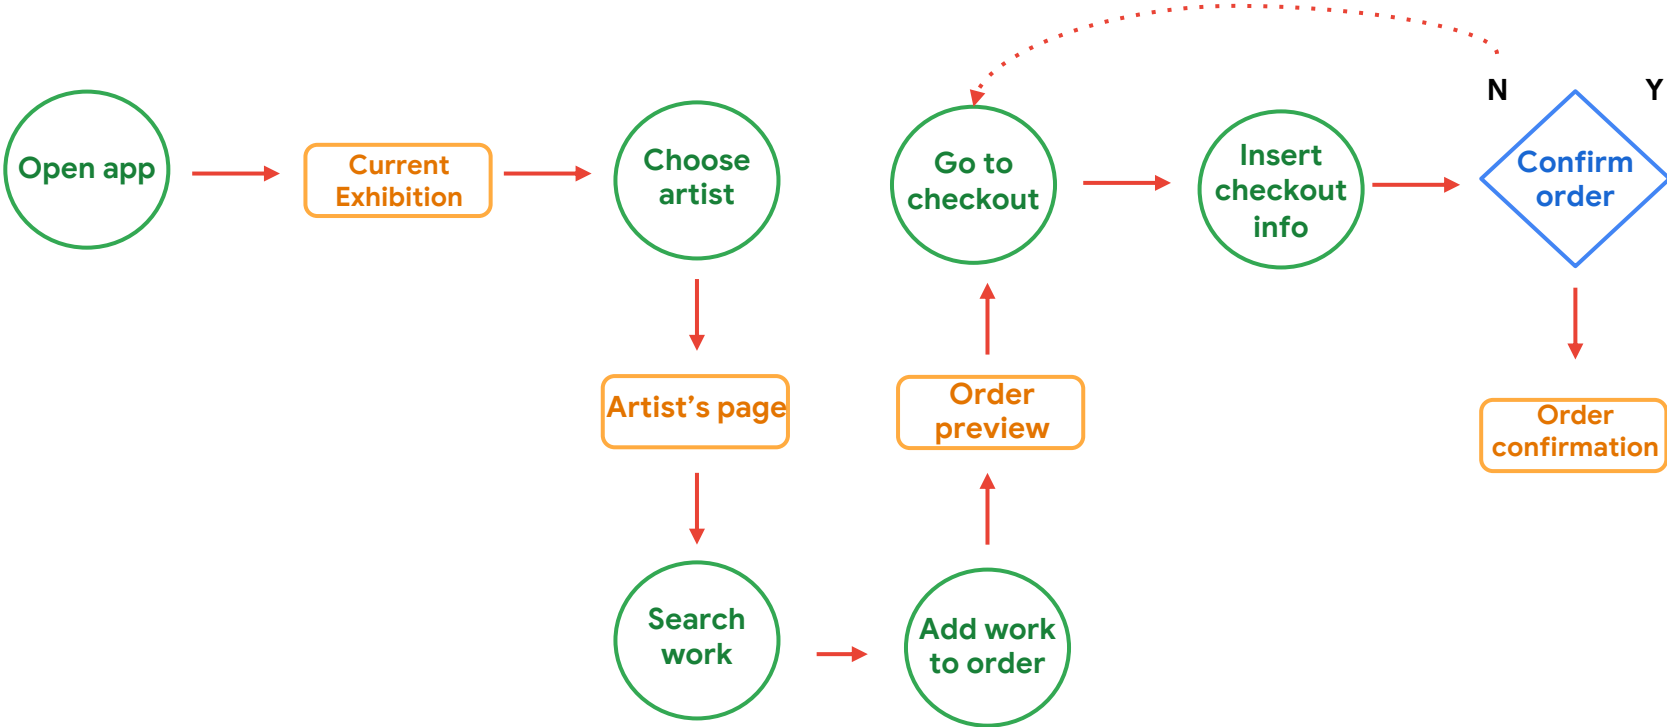 Open app
Current
Exhibition
Choose
artist
Go to
checkout
Insert
checkout
info
N
Y
Confirm
order
Artist’s page
Order
preview
Order
confirmation
Search
work
Add work
to order